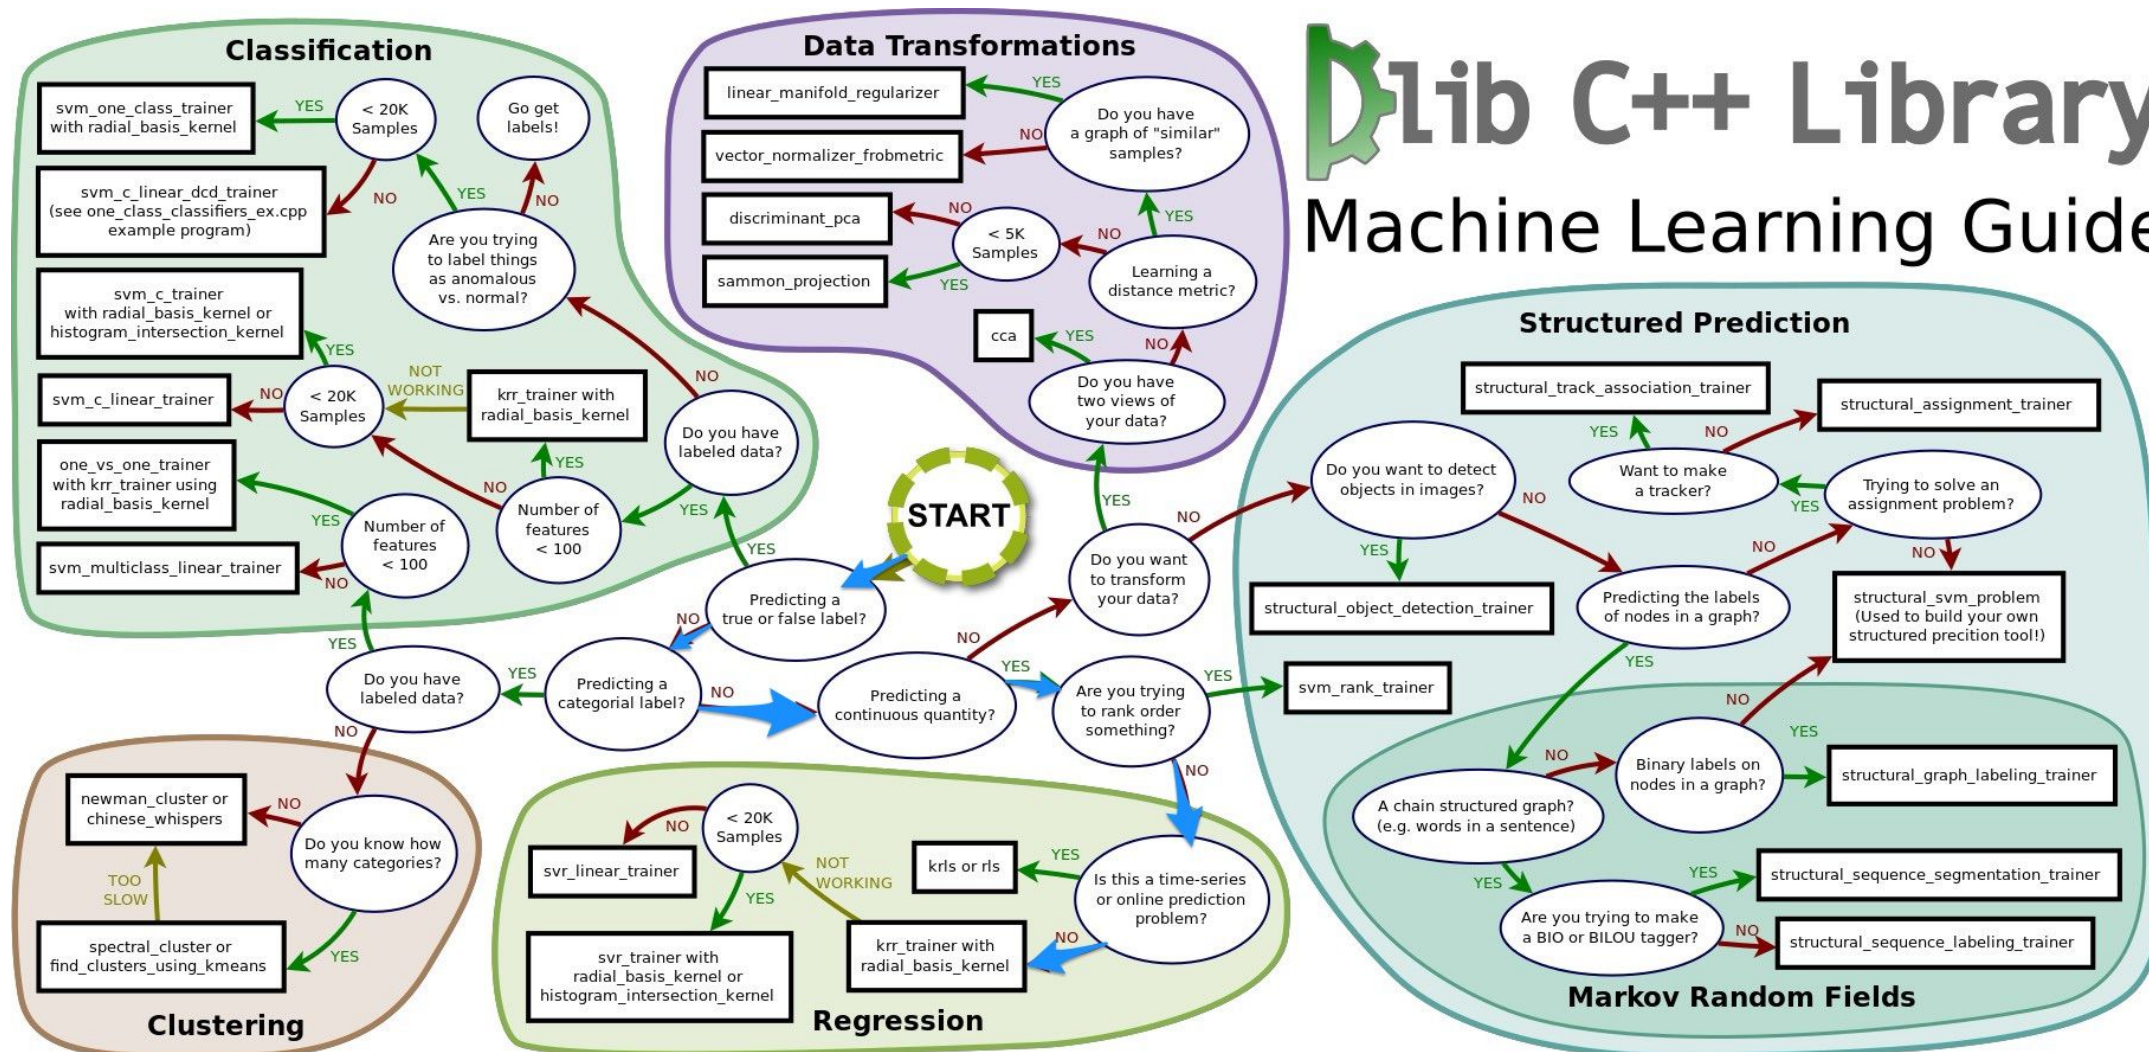 Dlib C++ Library
Machine Learning Guide
Classification
svm_one_class_trainer
with radial_basis_kernel
YES
< 20K
Samples
Go get
labels!
svm_c_linear_dcd_trainer
(see one_class_classifiers_ex.cpp
example program)
NO
YES
NO
Are you trying
to label things
as anomalous
vs. normal?
svm_c_trainer
with radial_basis_kernel or
histogram_intersection_kernel
YES
NOT
WORKING
NO
svm_c_linear_trainer
NO
< 20K
Samples
krr_trainer with
radial_basis_kernel
Do you have
labeled data?
one_vs_one_trainer
with krr_trainer using
radial_basis_kernel
YES
NO
YES
YES
Number of
features
< 100
Number of
features
< 100
svm_multiclass_linear_trainer
NO
YES
YES
Data Transformations
linear_manifold_regularizer
YES
Do you have
a graph of "similar"
samples?
NO
vector_normalizer_frobmetric
discriminant_pca
NO
YES
NO
< 5K
Samples
Learning a
distance metric?
sammon_projection
YES
cca
YES
NO
Do you have
two views of
your data?
START
YES
NO
Do you want
to transform
your data?
Predicting a
true or false label?
NO
NO
Do you have
labeled data?
YES
Predicting a
categorial label?
NO
Predicting a
continuous quantity?
YES
Are you trying
to rank order
something?
YES
svm_rank_trainer
NO
NO
Structured Prediction
structural_track_association_trainer
structural_assignment_trainer
YES
NO
Do you want to detect
objects in images?
Want to make
a tracker?
Trying to solve an
assignment problem?
NO
YES
YES
NO
NO
structural_object_detection_trainer
Predicting the labels
of nodes in a graph?
structural_svm_problem
(Used to build your own
structured precition tool!)
YES
NO
YES
NO
Binary labels on
nodes in a graph?
structural_graph_labeling_trainer
A chain structured graph?
(e.g. words in a sentence)
YES
YES
structural_sequence_segmentation_trainer
Are you trying to make
a BIO or BILOU tagger?
NO
structural_sequence_labeling_trainer
Markov Random Fields
newman_cluster or
chinese_whispers
NO
Do you know how
many categories?
TOO
SLOW
YES
spectral_cluster or
find_clusters_using_kmeans
Clustering
< 20K
Samples
NO
svr_linear_trainer
YES
NOT
WORKING
krls or rls
YES
Is this a time-series
or online prediction
problem?
NO
krr_trainer with
radial_basis_kernel
svr_trainer with
radial_basis_kernel or
histogram_intersection_kernel
Regression